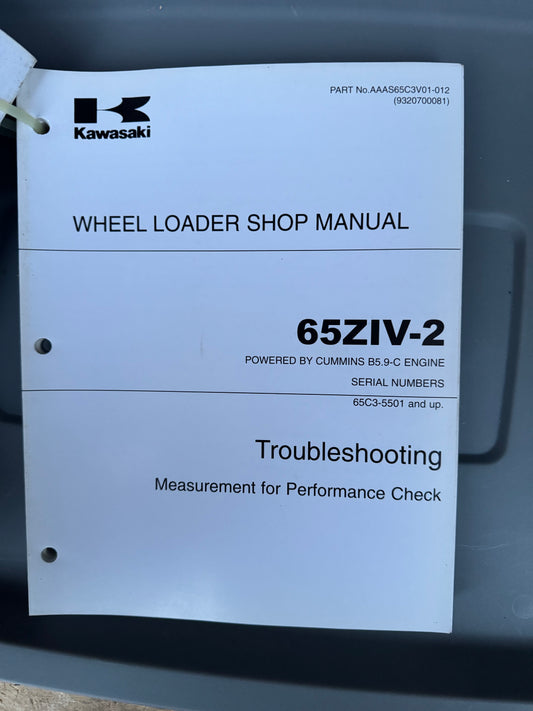 PART No.AAAS65C3V01-012
(9320700081)
Kawasaki
WHEEL LOADER SHOP MANUAL
65ZIV-2
POWERED BY CUMMINS B5.9-C ENGINE
SERIAL NUMBERS
65C3-5501 and up.
Troubleshooting
Measurement for Performance Check